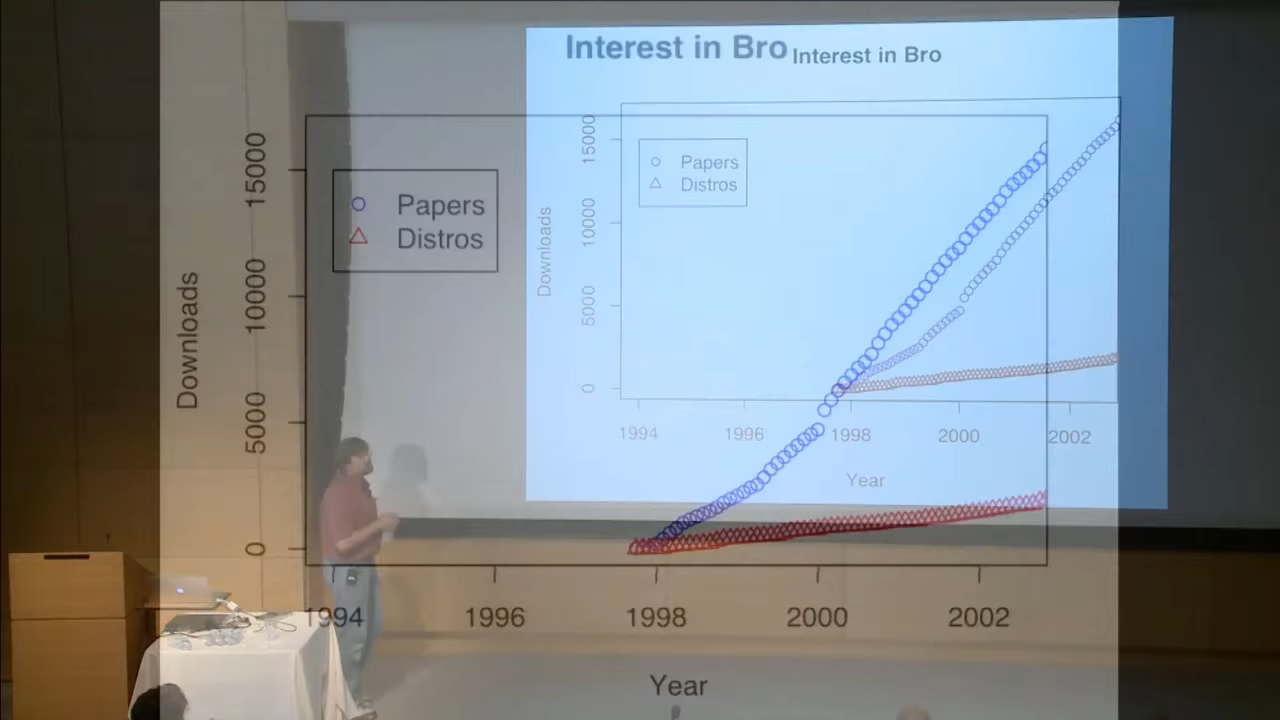 Interest in Bro
Interest in Bro
Downloads
15000
10000
5000
0
Papers
Distros
1994
1996
1998
2000
2002
Year
Downloads
15000
10000
5000
0
Papers
Distros
1994
1996
1998
2000
2002
Year